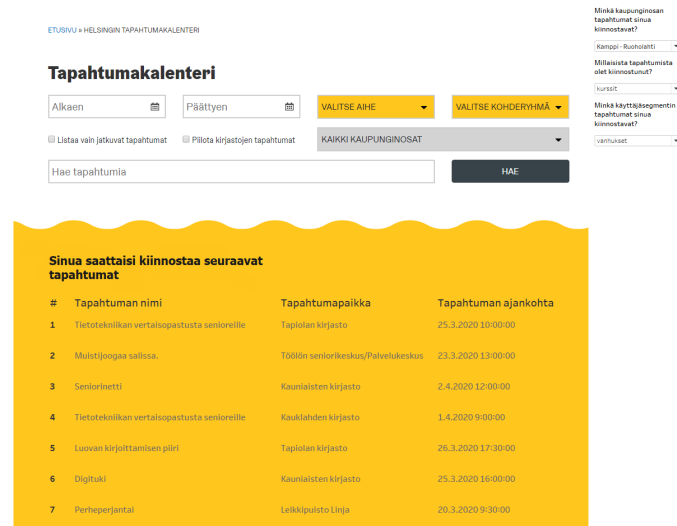 ETUSIVU » HELSINGIN TAPAHTUMAKALENTERI
Tapahtumakalenteri
Alkaen
Päättyen
VALITSE AIHE
VALITSE KOHDERYHMÄ
Listaa vain jatkuvat tapahtumat
Piilota kirjastojen tapahtumat
KAIKKI KAUPUNGINOSAT
Hae tapahtumia
HAE
Minkä kaupunginosan
tapahtumat sinua
kiinnostavat?
Kamppi - Ruoholahti
Millaisista tapahtumista
olet kiinnostunut?
kurssit
Minkä käyttäjäsegmentin
tapahtumat sinua
kiinnostavat?
vanhukset
Sinua saattaisi kiinnostaa seuraavat
tapahtumat
# Tapahtuman nimi Tapahtumapaikka Tapahtuman ajankohta
1 Tietotekniikan vertaisopastusta senioreille Tapiolan kirjasto 25.3.2020 10:00:00
2 Muistijoogaa salissa. Töölön seniorikeskus/Palvelukeskus 23.3.2020 13:00:00
3 Seniorinetti Kauniaisten kirjasto 2.4.2020 12:00:00
4 Tietotekniikan vertaisopastusta senioreille Kauklahden kirjasto 1.4.2020 9:00:00
5 Luovan kirjoittamisen piiri Tapiolan kirjasto 26.3.2020 17:30:00
6 Digituki Kauniaisten kirjasto 25.3.2020 16:00:00
7 Perheperjantai Leikkipuisto Linja 20.3.2020 9:30:00